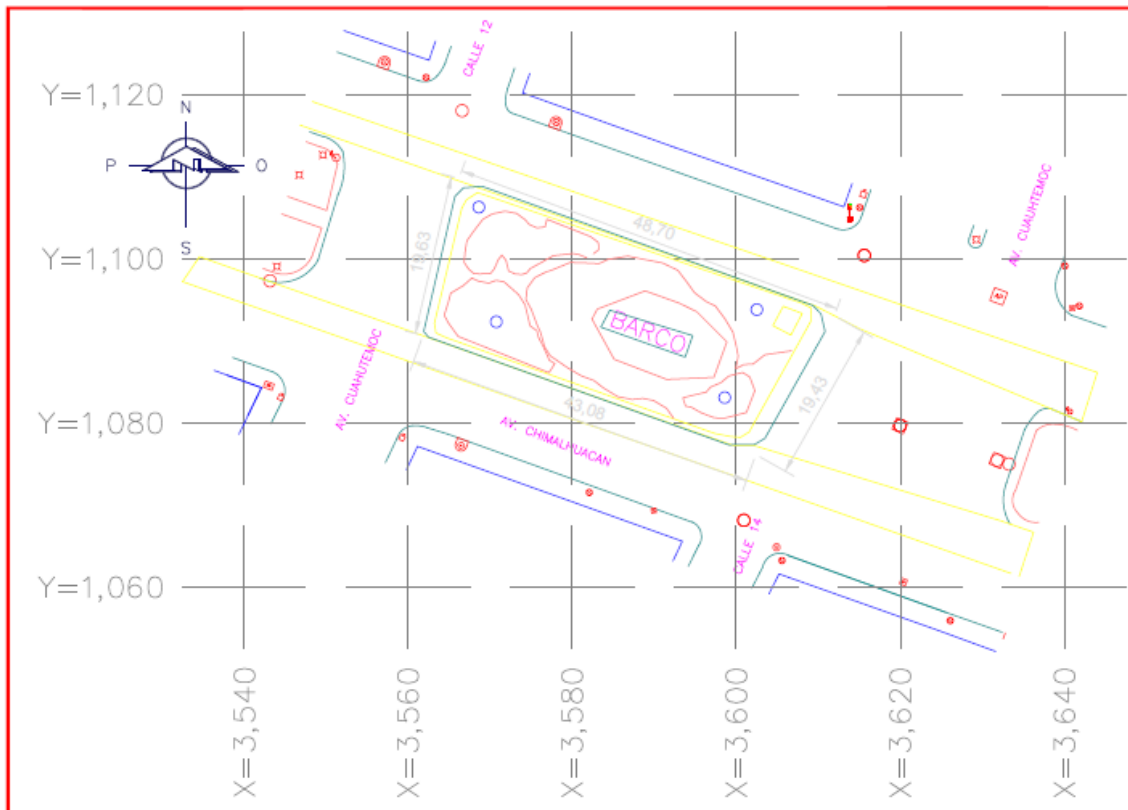 CALLE 12
Y=1,120
N
P
O
S
AV. CUAUHTEMOC
48,70
Y=1,100
19,63
BARCO
19,43
AV. CUAHUTEMOC
43,08
Y=1,080
AV. CHIMALHUACAN
CALLE 14
Y=1,060
X=3,540
X=3,560
X=3,580
X=3,600
X=3,620
X=3,640